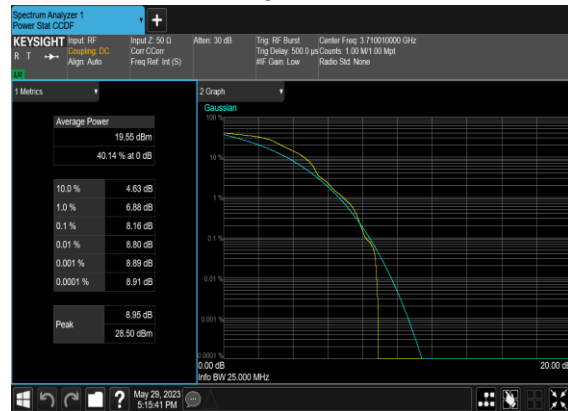 Spectrum Analyzer 1
Power Stat CCDF
+
KEYSIGHT
R T
LXI
Input: RF
Coupling: DC
Align: Auto
Input Z: 50 Ω
Corr CCorr
Freq Ref: Int (S)
Atten: 30 dB
Trig: RF Burst
Trig Delay: 500.0 µs
#IF Gain: Low
Center Freq: 3.710010000 GHz
Counts: 1.00 M/1.00 Mpt
Radio Std: None
1 Metrics
Average Power
19.55 dBm
40.14 % at 0 dB
10.0 % 4.63 dB
1.0 % 6.88 dB
0.1 % 8.16 dB
0.01 % 8.80 dB
0.001 % 8.89 dB
0.0001 % 8.91 dB
Peak
8.95 dB
28.50 dBm
2 Graph
Gaussian
100 %
10 %
1 %
0.1 %
0.01 %
0.001 %
0.0001 %
0.00 dB 20.00 dB
Info BW 25.000 MHz
?
May 29, 2023
5:15:41 PM